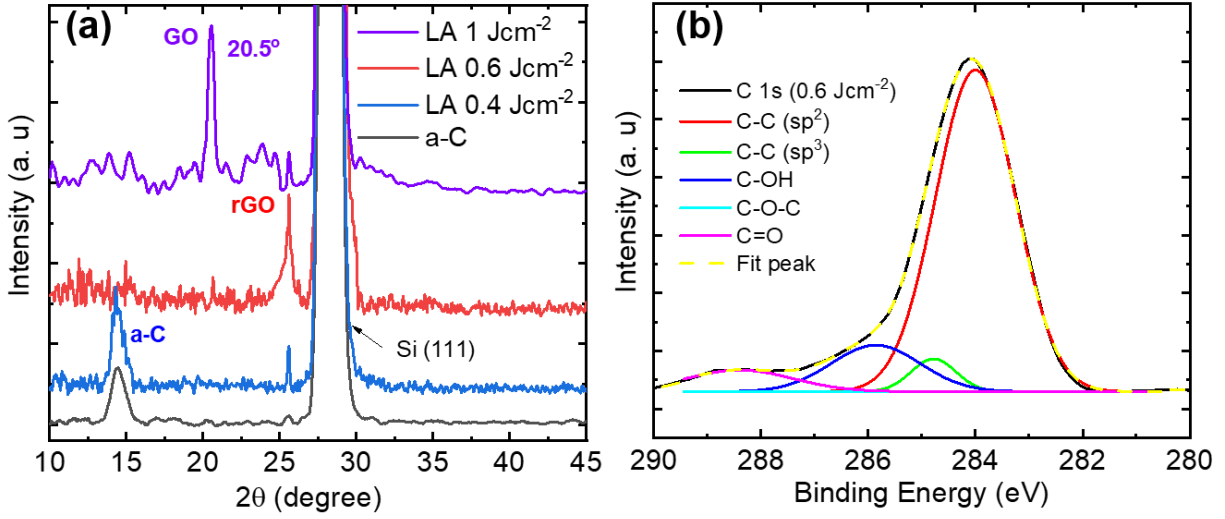 (a)
GO
20.5º
LA 1 Jcm⁻²
LA 0.6 Jcm⁻²
LA 0.4 Jcm⁻²
a-C
rGO
a-C
Si (111)
Intensity (a. u)
10 15 20 25 30 35 40 45
2θ (degree)
(b)
C 1s (0.6 Jcm⁻²)
C-C (sp²)
C-C (sp³)
C-OH
C-O-C
C=O
Fit peak
Intensity (a. u)
290 288 286 284 282 280
Binding Energy (eV)